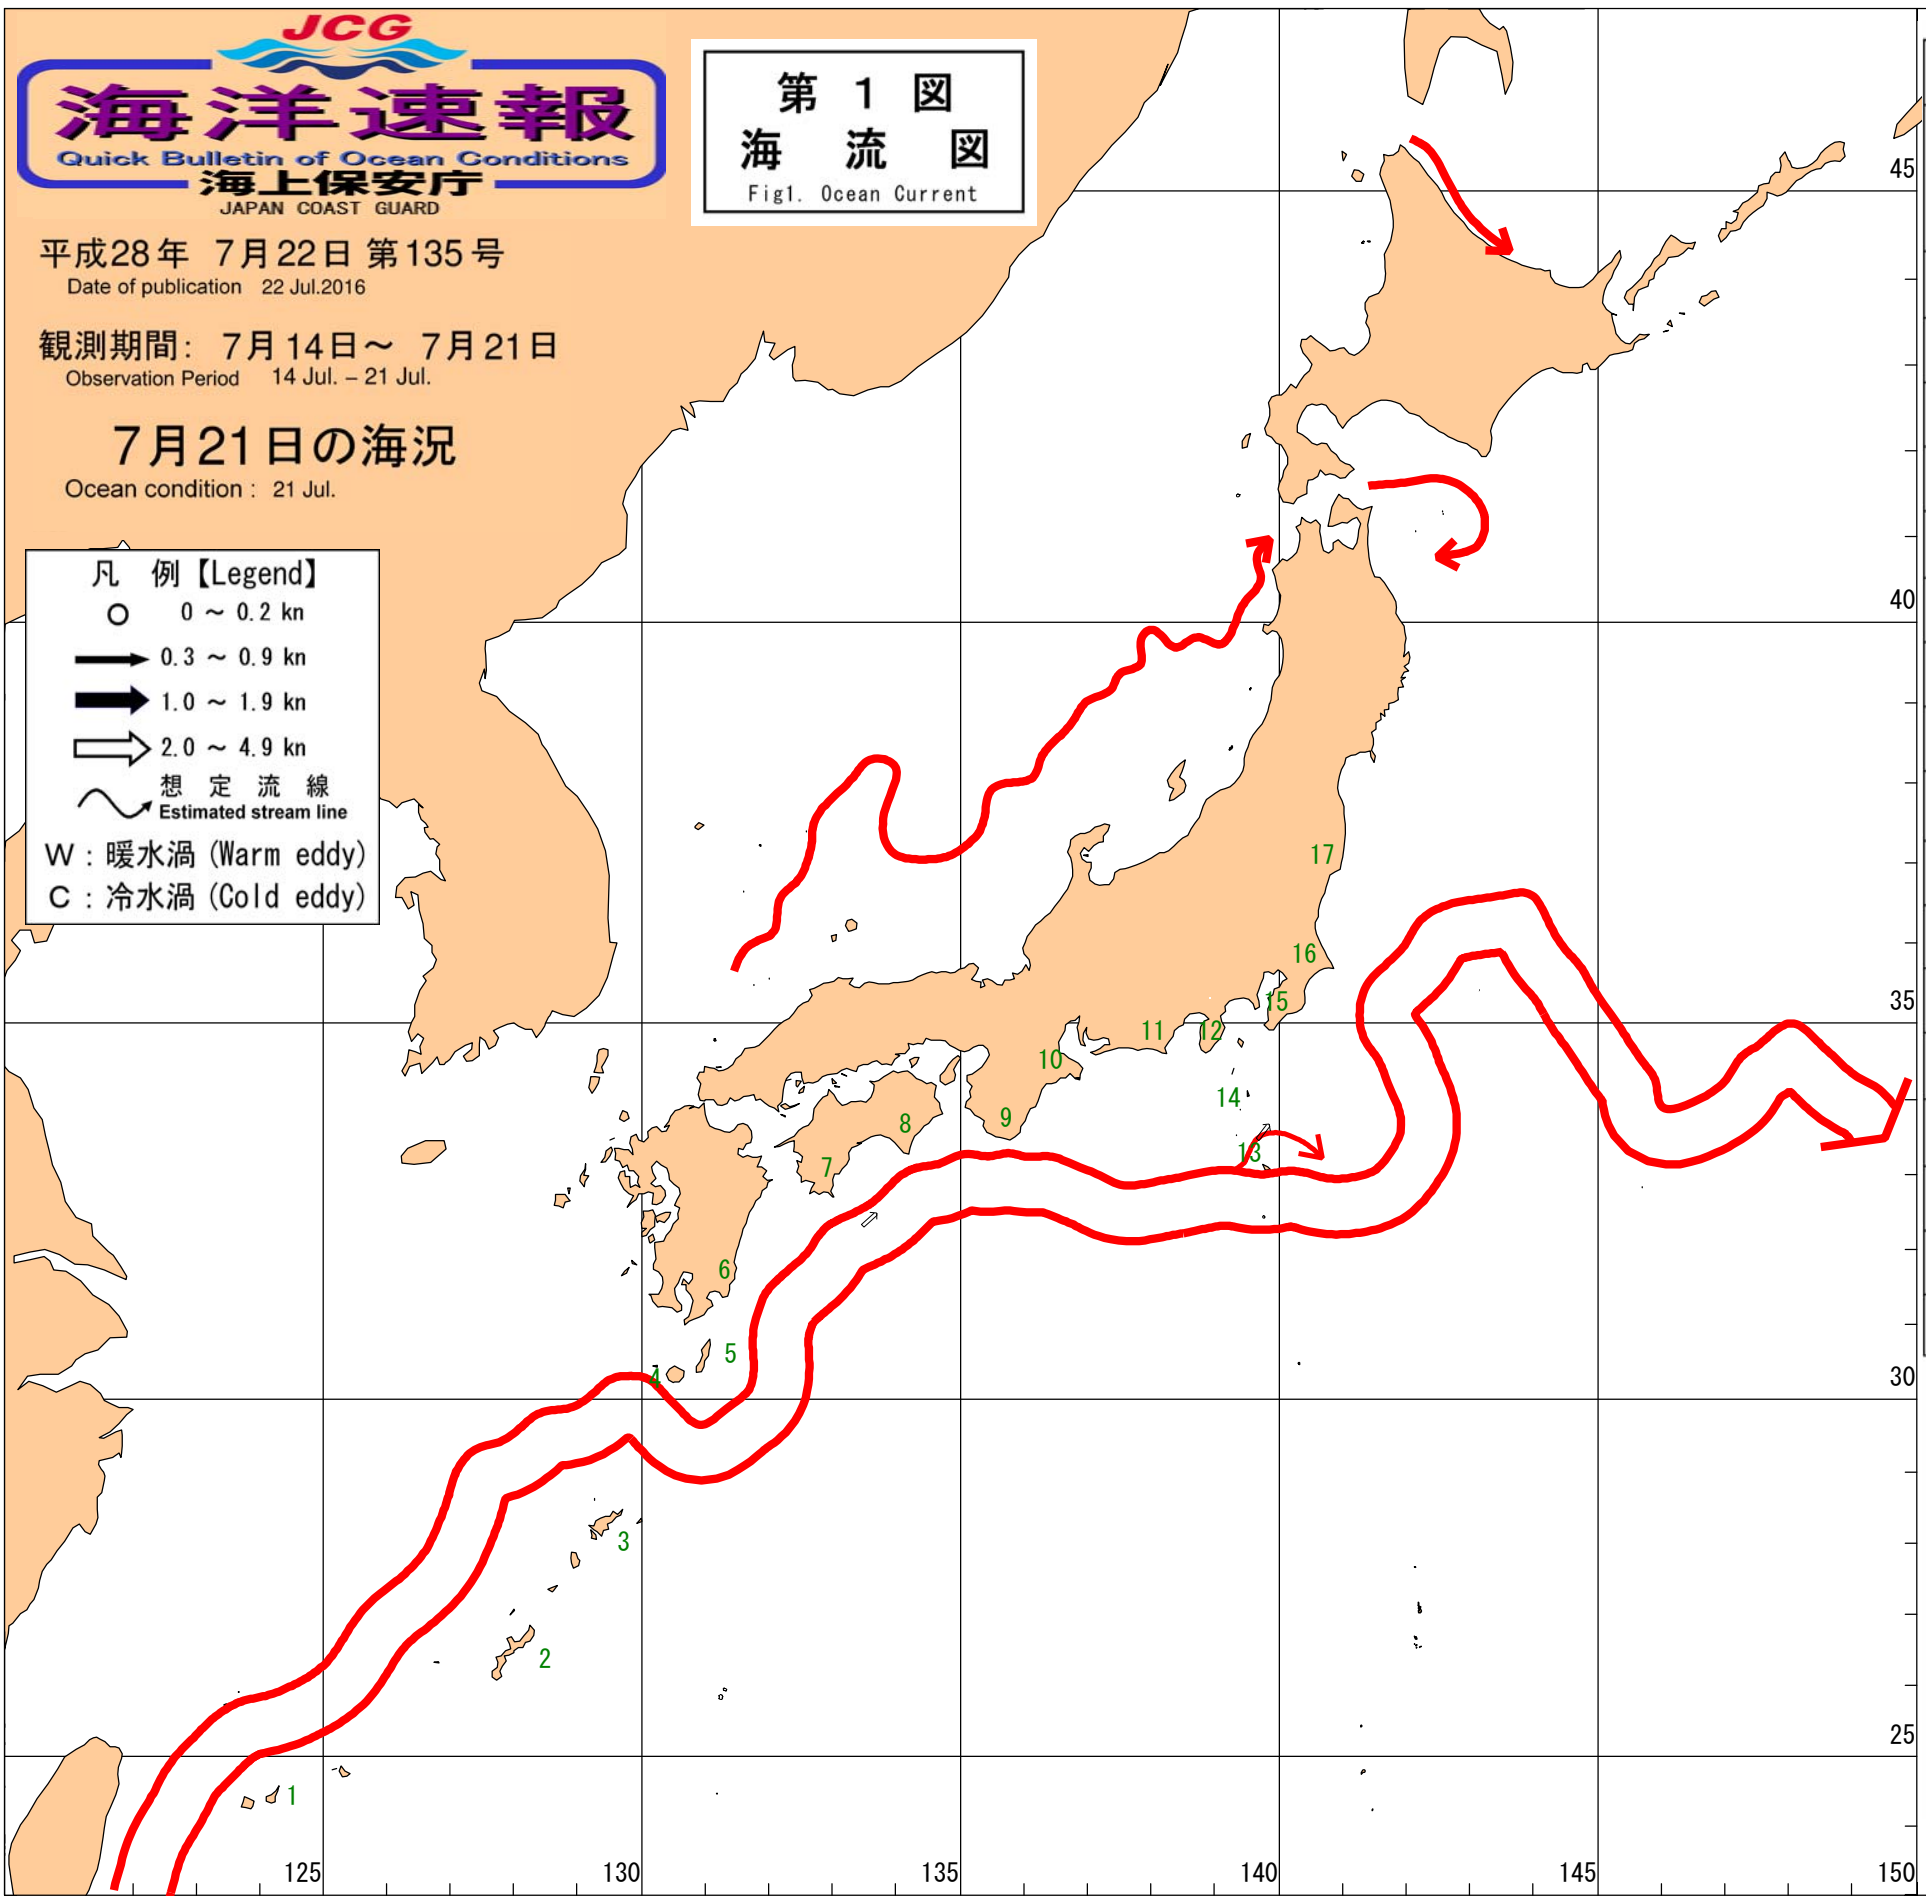 JCG
海洋速報
Quick Bulletin of Ocean Conditions
海上保安庁
JAPAN COAST GUARD
第 1 図
海 流 図
Fig1. Ocean Current
平成28年 7月22日 第135号
Date of publication 22 Jul.2016
観測期間: 7月14日～ 7月21日
Observation Period 14 Jul. – 21 Jul.
7月21日の海況
Ocean condition : 21 Jul.
凡 例【Legend】
0 ～ 0.2 kn
0.3 ～ 0.9 kn
1.0 ～ 1.9 kn
2.0 ～ 4.9 kn
想 定 流 線
Estimated stream line
W : 暖水渦 (Warm eddy)
C : 冷水渦 (Cold eddy)
45
40
17
16
35
15
12
11
10
14
9
8
13
7
6
5
30
4
3
2
25
1
125
130
135
140
145
150